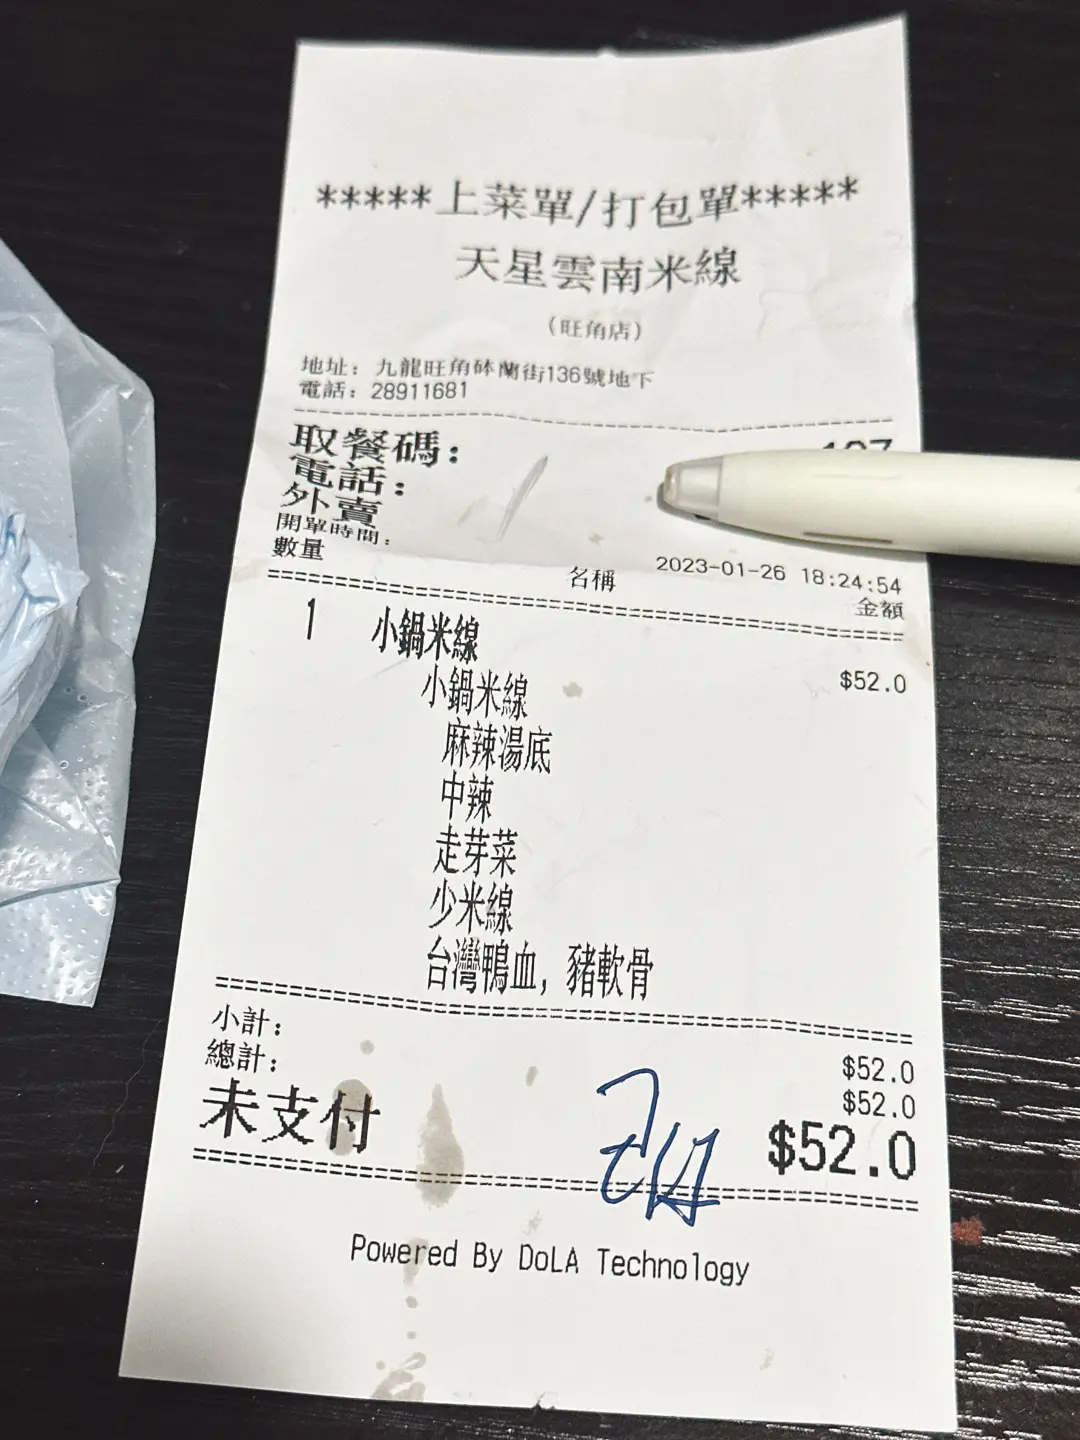 *****上菜單/打包單*****
天星雲南米線
(旺角店)
地址: 九龍旺角砵蘭街136號地下
電話: 28911681
取餐碼:
電話:
外賣
開單時間: 2023-01-26 18:24:54
數量 名稱 金額
1 小鍋米線 $52.0
小鍋米線
麻辣湯底
中辣
走芽菜
少米線
台灣鴨血, 豬軟骨
小計: $52.0
總計: $52.0
未支付 $52.0
Powered By DoLA Technology